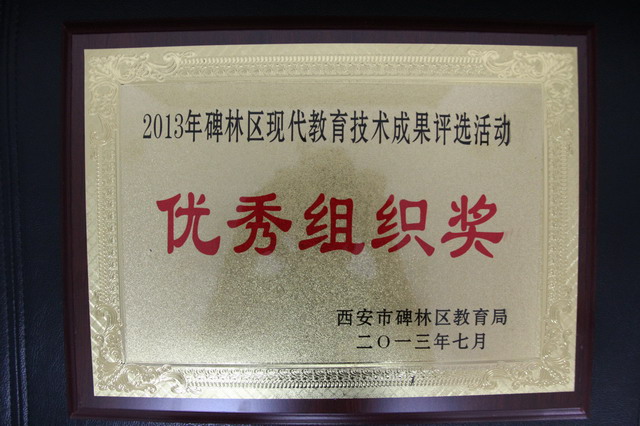 2013年碑林区现代教育技术成果评选活动
优秀组织奖
西安市碑林区教育局
二〇一三年七月